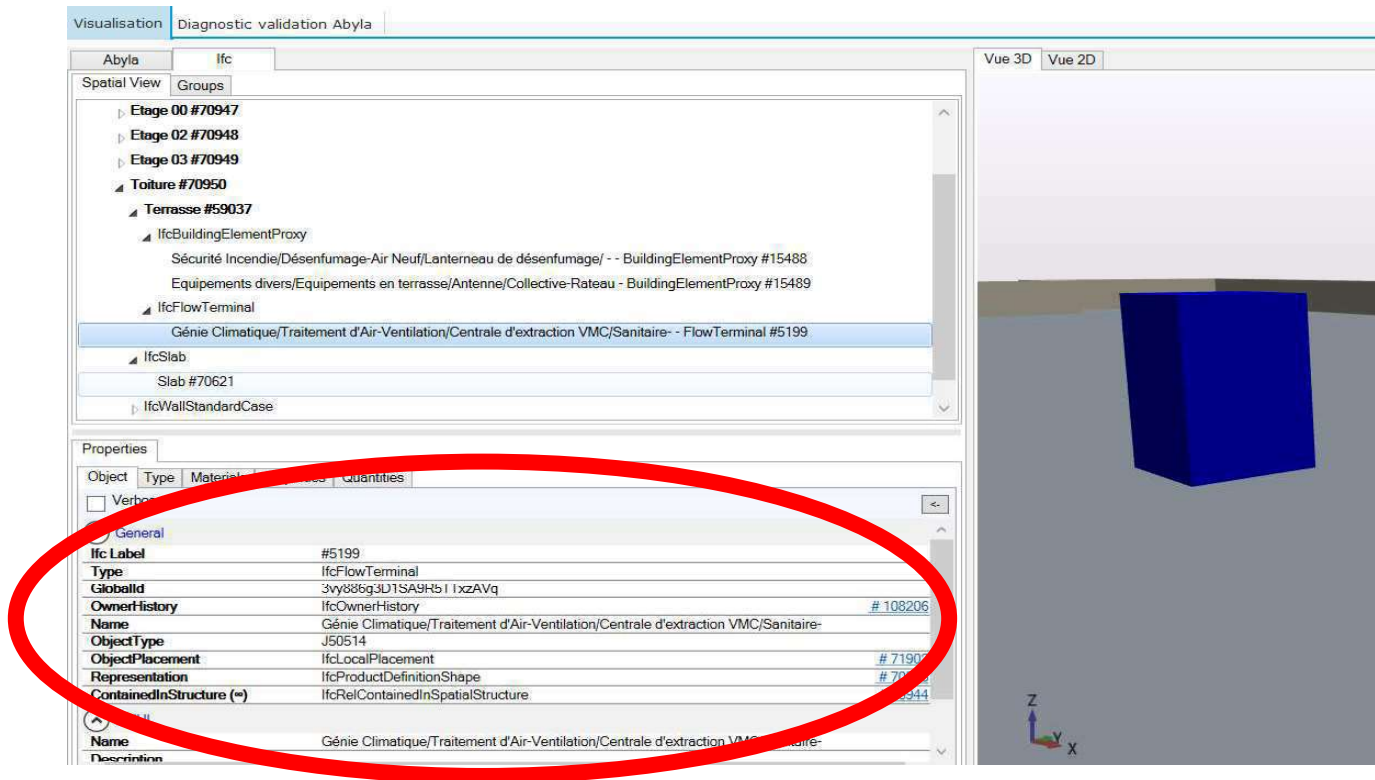 Visualisation Diagnostic validation Abyla
Abyla Ifc
Spatial View Groups
Etage 00 #70947
Etage 02 #70948
Etage 03 #70949
Toiture #70950
Terrasse #59037
IfcBuildingElementProxy
Sécurité Incendie/Désenfumage-Air Neuf/Lanterneau de désenfumage/ - - BuildingElementProxy #15488
Equipements divers/Equipements en terrasse/Antenne/Collective-Rateau - BuildingElementProxy #15489
IfcFlowTerminal
Génie Climatique/Traitement d'Air-Ventilation/Centrale d'extraction VMC/Sanitaire- - FlowTerminal #5199
IfcSlab
Slab #70621
IfcWallStandardCase
Properties
Object Type Quantities
<-
General
Ifc Label #5199
Type IfcFlowTerminal
GlobalId
OwnerHistory IfcOwnerHistory # 108206
Name Génie Climatique/Traitement d'Air-Ventilation/Centrale d'extraction VMC/Sanitaire-
ObjectType J50514
ObjectPlacement IfcLocalPlacement
Representation IfcProductDefinitionShape
ContainedInStructure (∞) IfcRelContainedInSpatialStructure
Name Génie Climatique/Traitement d'Air-Ventilation/Centrale d'extraction
Description
Vue 3D Vue 2D
Z
Y
X